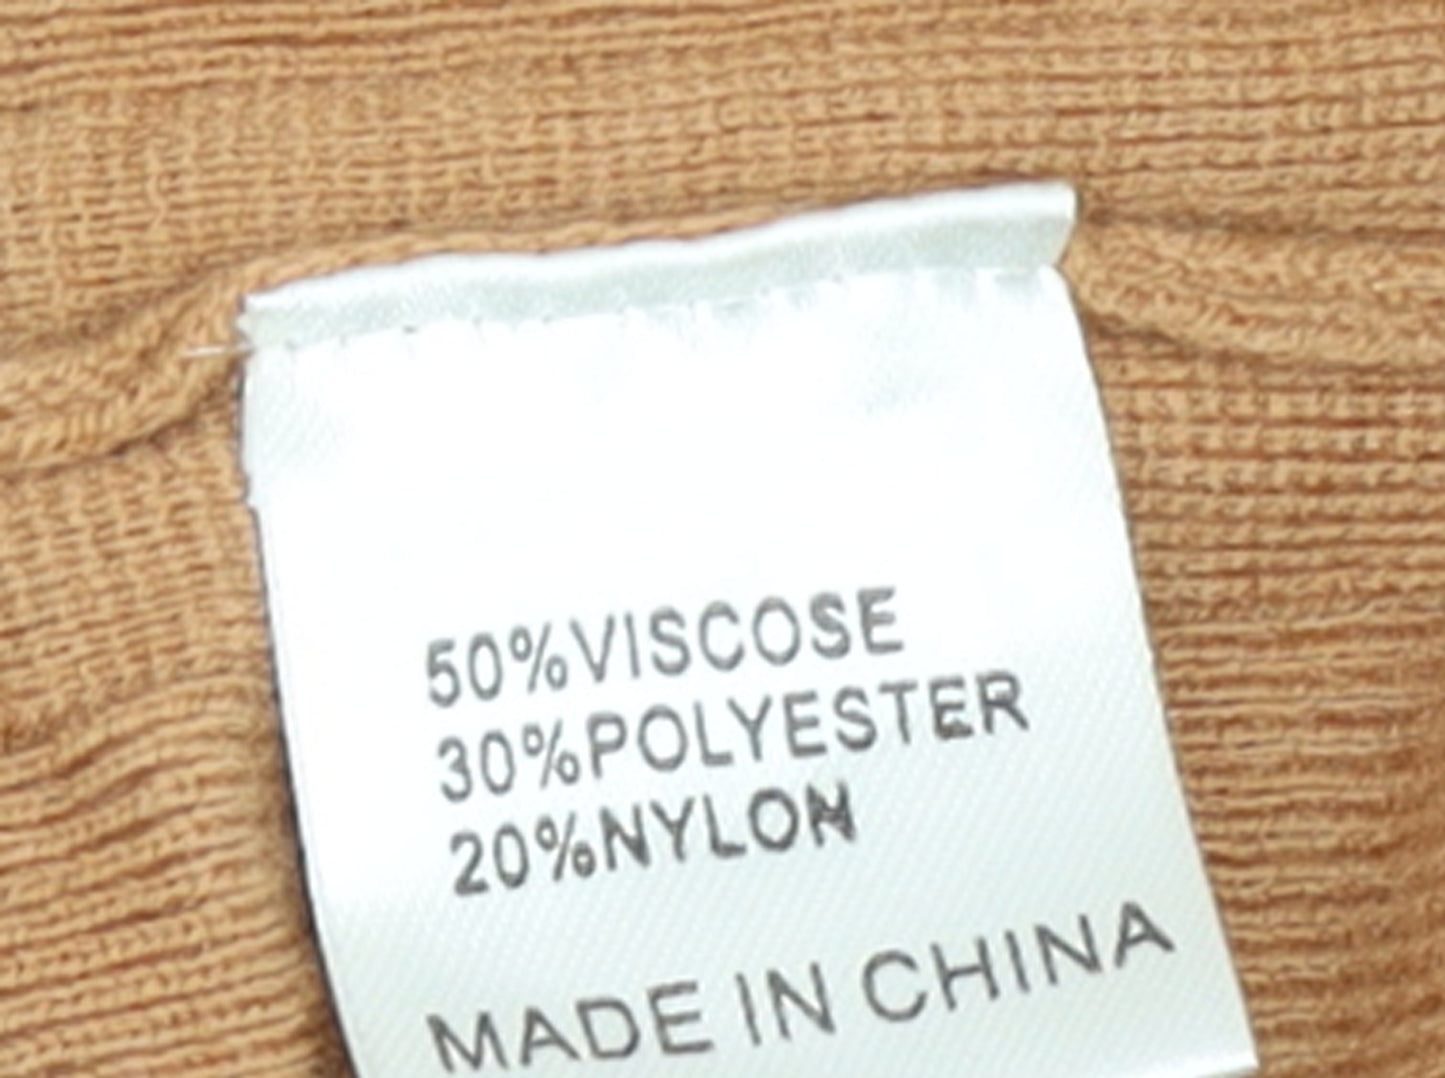 50%VISCOSE
30%POLYESTER
20%NYLON
MADE IN CHINA